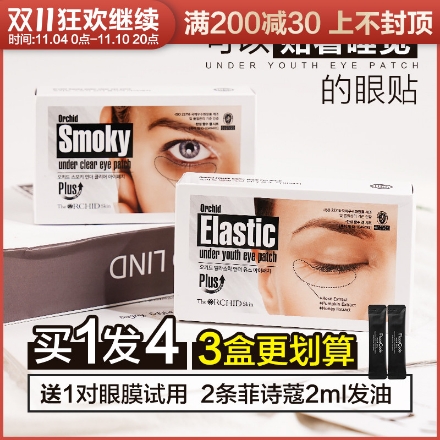 双11狂欢继续
时间:11.04 0点-11.10 20点
满200减30 上不封顶
可以贴着睡觉
UNDER YOUTH EYE PATCH
的眼贴
Orchid
Smoky
under clear eye patch
Plus
The ORCHID Skin
Orchid
Elastic
under youth eye patch
Plus
The ORCHID Skin
LIND
买1发4
3盒更划算
送1对眼膜试用 2条菲诗蔻2ml发油